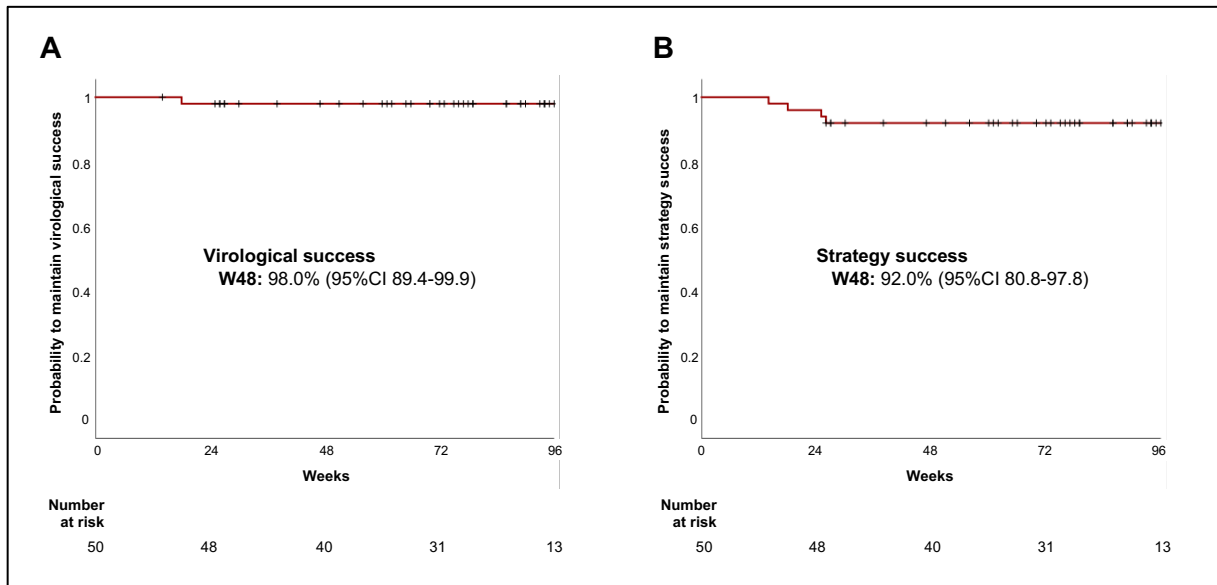 A
Probability to maintain virological success
1
0.8
0.6
0.4
0.2
0
Virological success
W48: 98.0% (95%CI 89.4-99.9)
0 24 48 72 96
Weeks
Number
at risk
50 48 40 31 13
B
Probability to maintain strategy success
1
0.8
0.6
0.4
0.2
0
Strategy success
W48: 92.0% (95%CI 80.8-97.8)
0 24 48 72 96
Weeks
Number
at risk
50 48 40 31 13